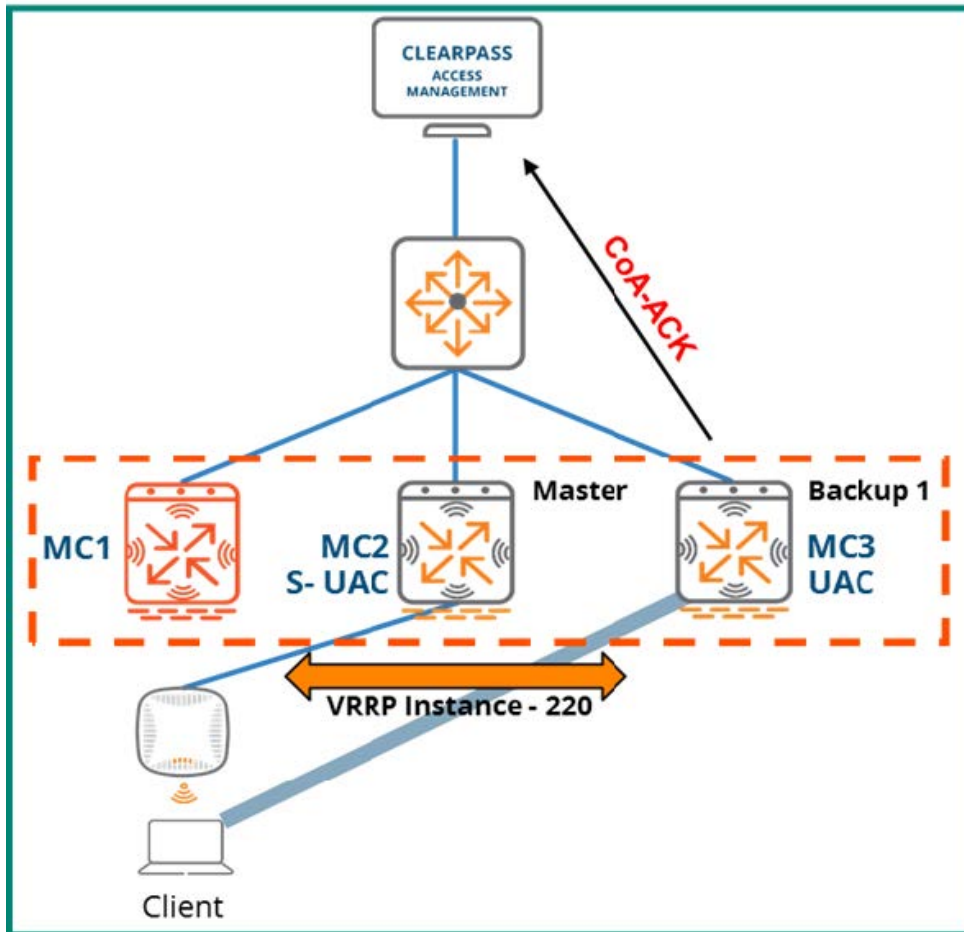 CLEARPASS
ACCESS
MANAGEMENT
CoA-ACK
Master
Backup 1
MC1
MC2
S- UAC
MC3
UAC
VRRP Instance - 220
Client